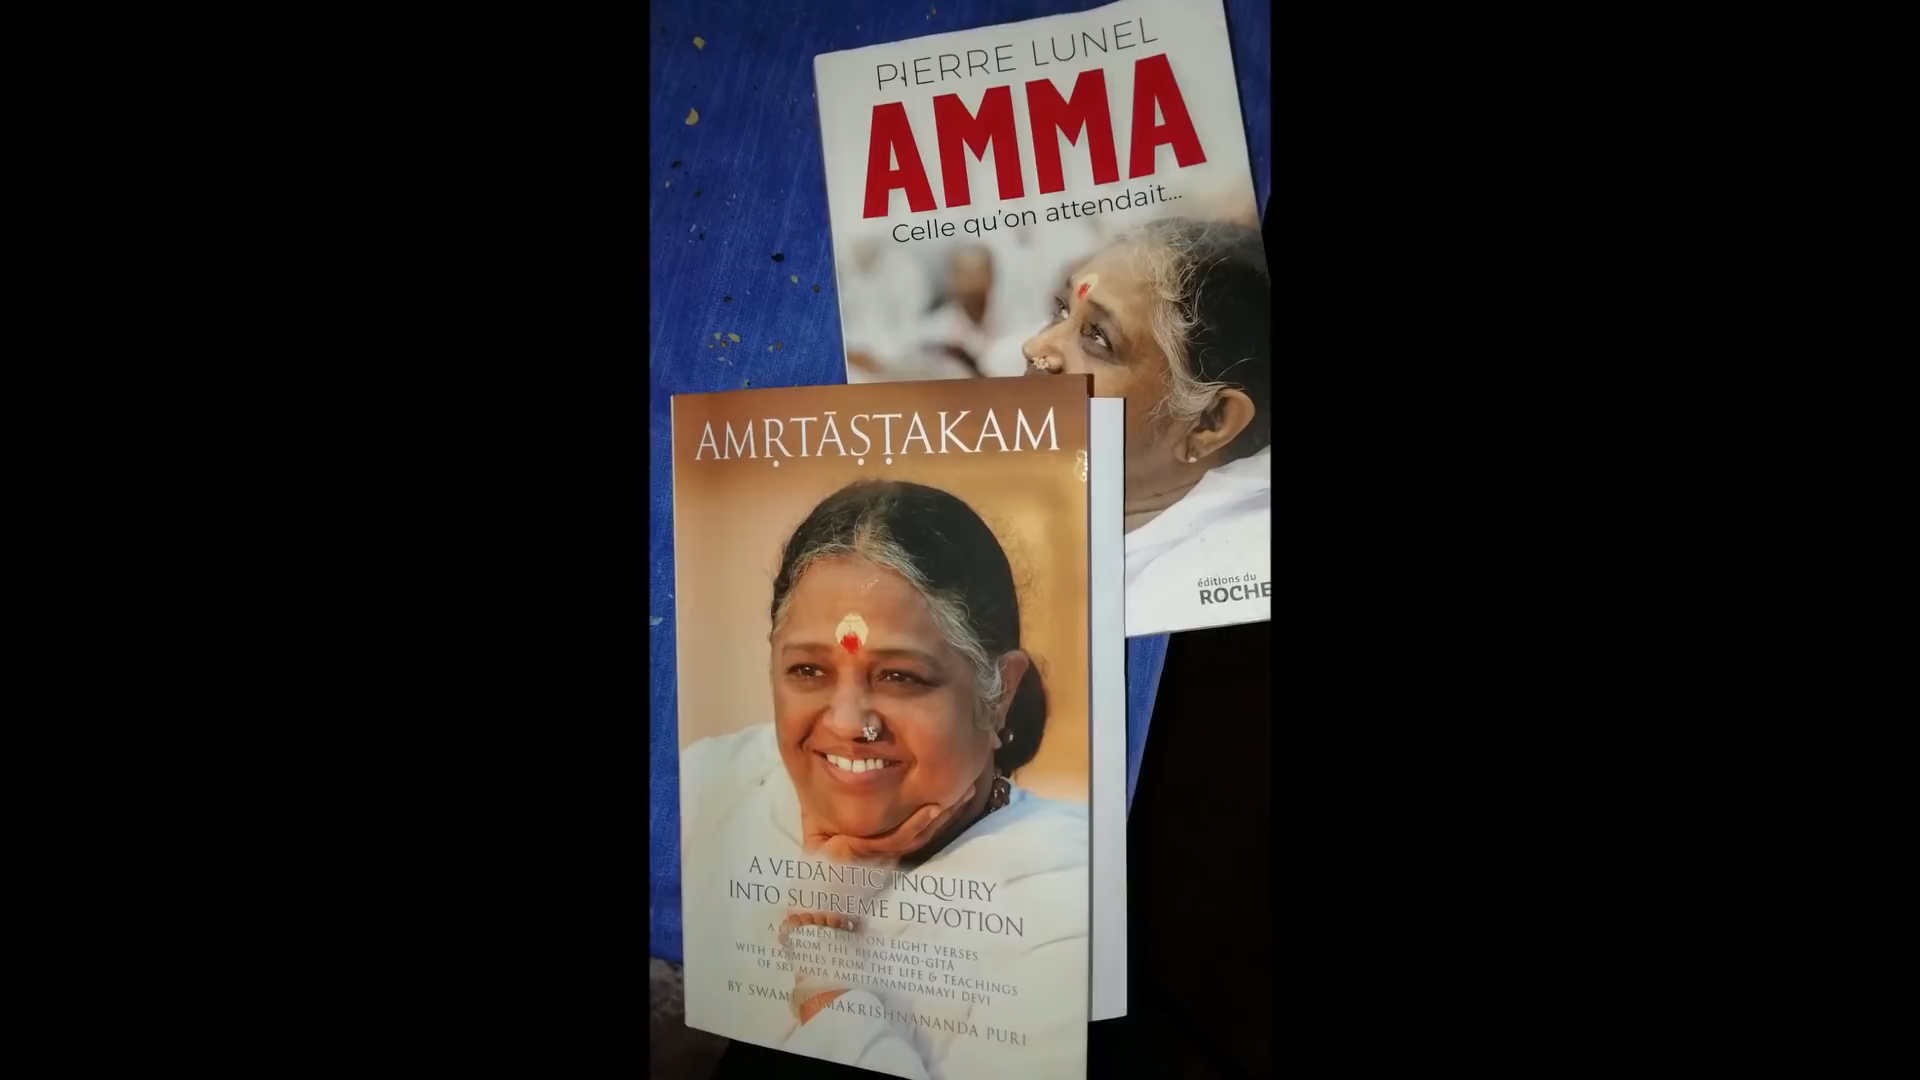 PIERRE LUNEL
AMMA
Celle qu'on attendait...
éditions du
ROCHE
AMṚTĀṢṬAKAM
A VEDĀNTIC INQUIRY
INTO SUPREME DEVOTION
A COMMENTARY ON EIGHT VERSES
FROM THE BHAGAVAD-GĪTĀ
WITH EXAMPLES FROM THE LIFE & TEACHINGS
OF SRI MATA AMRITANANDAMAYI DEVI
BY SWAMI RAMAKRISHNANANDA PURI